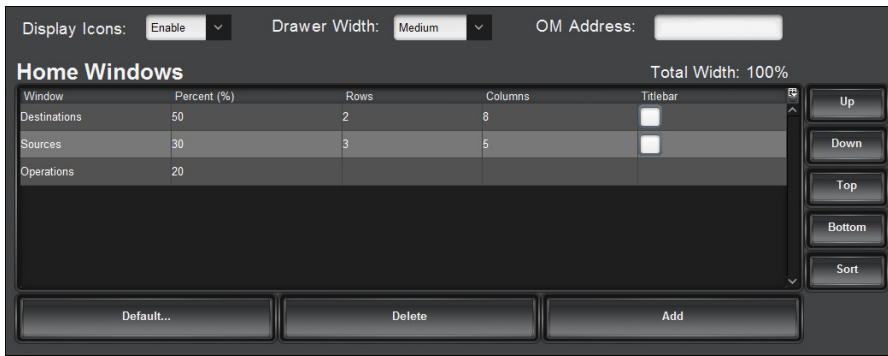 Display Icons: Enable Drawer Width: Medium OM Address:
Home Windows Total Width: 100%
Window Percent (%) Rows Columns Titlebar
Destinations 50 2 8
Sources 30 3 5
Operations 20
Up
Down
Top
Bottom
Sort
Default... Delete Add